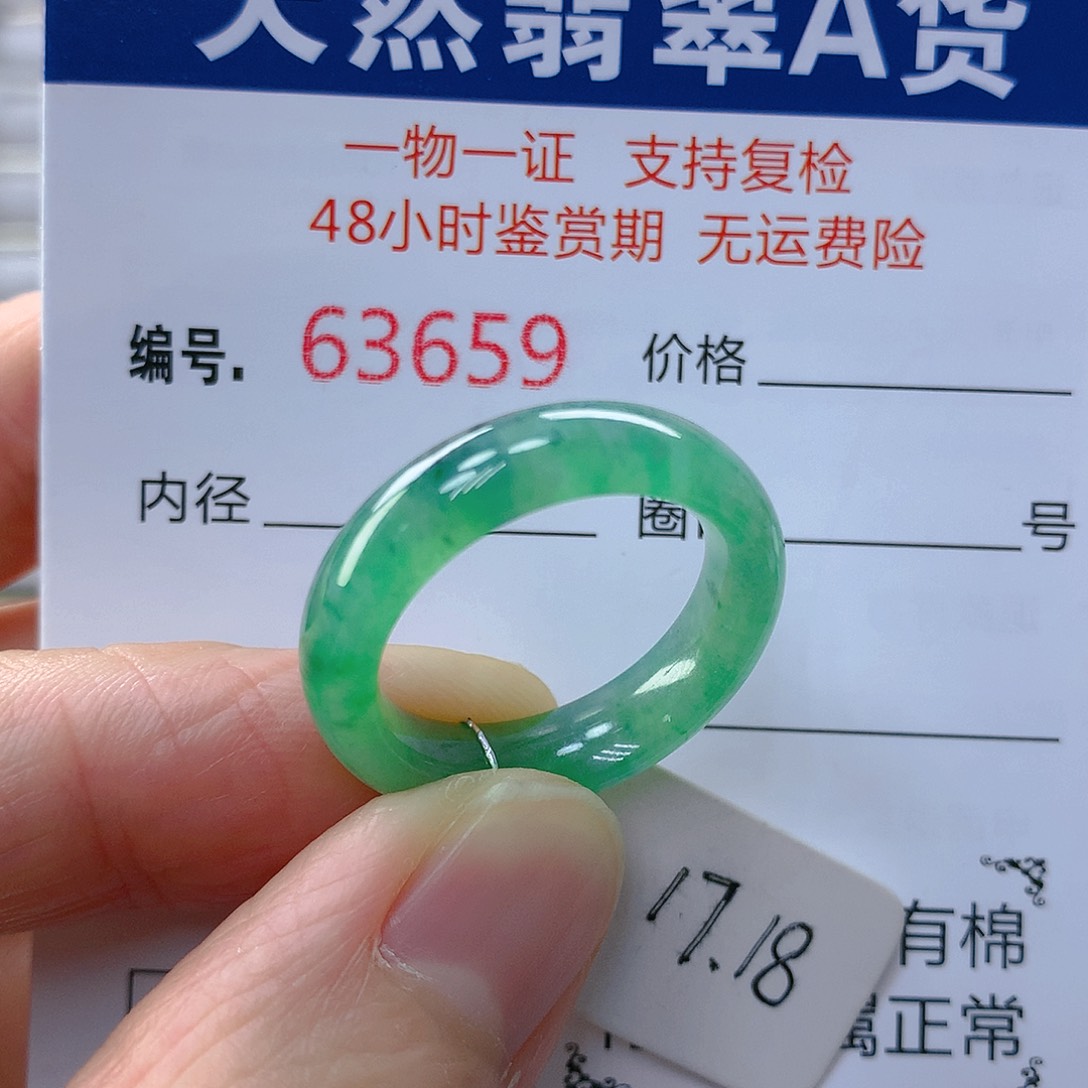 天然翡翠A货
一物一证 支持复检
48小时鉴赏期 无运费险
编号. 63659 价格
内径 圈 号
17.18
有棉
属正常